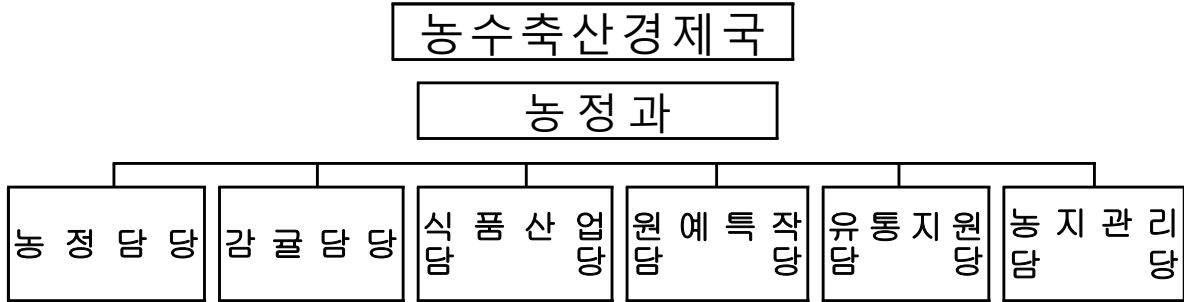 농수축산경제국
농정과
농정담당
감귤담당
식품산업
담당
원예특작
담당
유통지원
담당
농지관리
담당